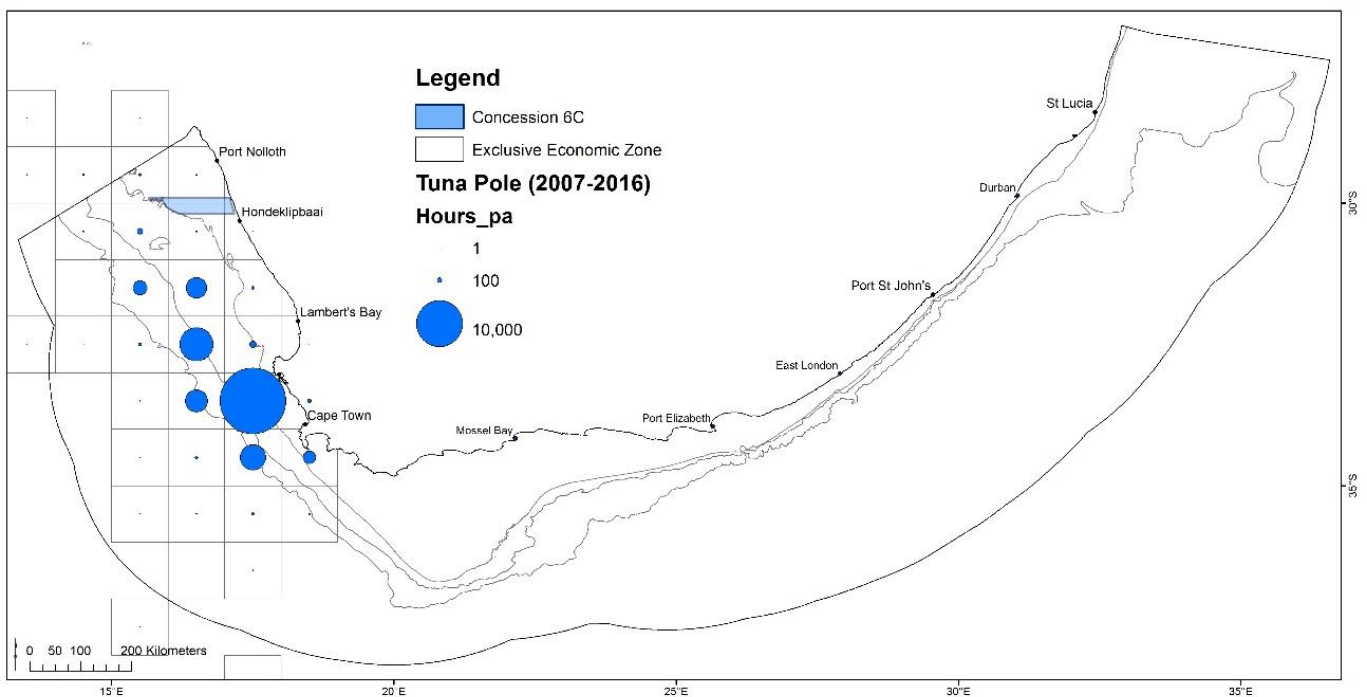 Legend
Concession 6C
Exclusive Economic Zone
Tuna Pole (2007-2016)
Hours_pa
1
100
10,000
Port Nolloth
Hondeklipbaai
Lambert's Bay
Cape Town
Mossel Bay
Port Elizabeth
East London
Port St John's
Durban
St Lucia
30°S
35°S
0 50 100 200 Kilometers
15°E 20°E 25°E 30°E 35°E